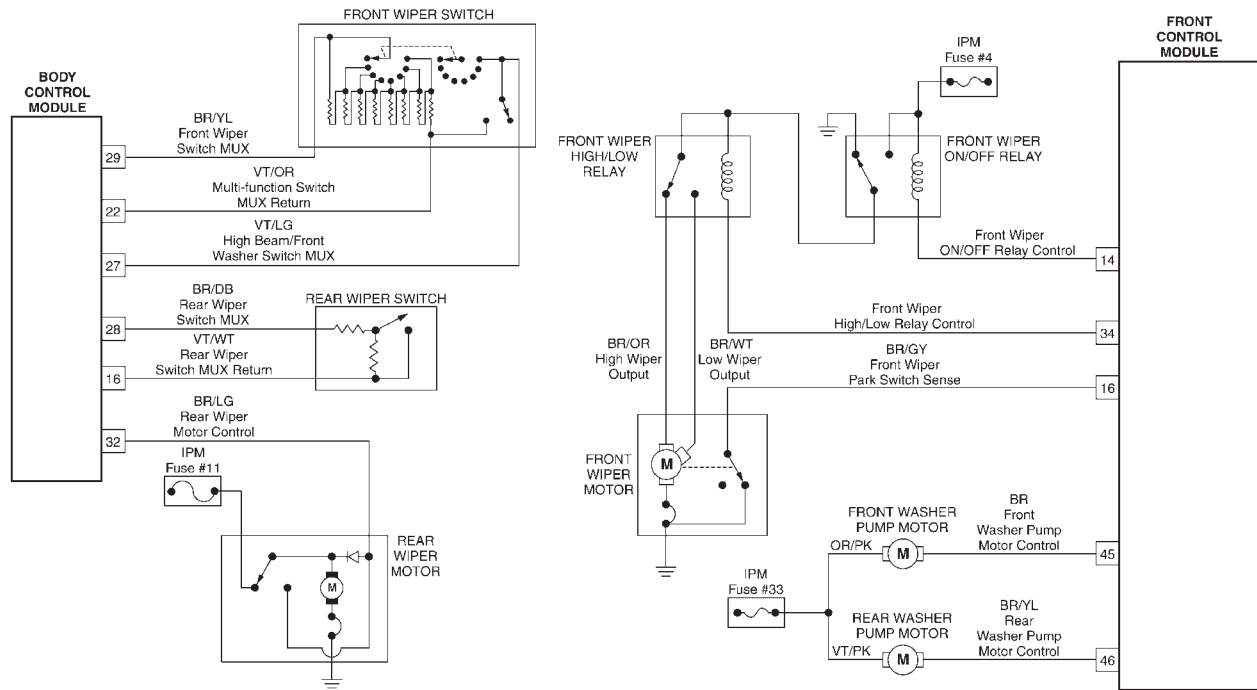 FRONT WIPER SWITCH
BODY
CONTROL
MODULE
BR/YL
Front Wiper
Switch MUX
29
VT/OR
Multi-function Switch
MUX Return
22
VT/LG
High Beam/Front
Washer Switch MUX
27
BR/DB
Rear Wiper
Switch MUX
28
REAR WIPER SWITCH
VT/WT
Rear Wiper
Switch MUX Return
16
BR/LG
Rear Wiper
Motor Control
32
IPM
Fuse #11
REAR
WIPER
MOTOR
M
FRONT
CONTROL
MODULE
IPM
Fuse #4
FRONT WIPER
HIGH/LOW
RELAY
FRONT WIPER
ON/OFF RELAY
Front Wiper
ON/OFF Relay Control
14
Front Wiper
High/Low Relay Control
34
BR/OR
High Wiper
Output
BR/WT
Low Wiper
Output
BR/GY
Front Wiper
Park Switch Sense
16
FRONT
WIPER
MOTOR
M
FRONT WASHER
PUMP MOTOR
OR/PK
M
BR
Front
Washer Pump
Motor Control
45
IPM
Fuse #33
REAR WASHER
PUMP MOTOR
VT/PK
M
BR/YL
Rear
Washer Pump
Motor Control
46